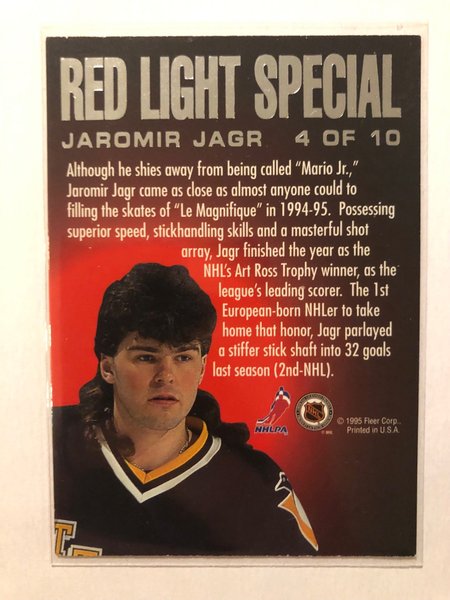 RED LIGHT SPECIAL
JAROMIR JAGR 4 OF 10
Although he shies away from being called "Mario Jr.,"
Jaromir Jagr came as close as almost anyone could to
filling the skates of "Le Magnifique" in 1994-95. Possessing
superior speed, stickhandling skills and a masterful shot
array, Jagr finished the year as the
NHL's Art Ross Trophy winner, as the
league's leading scorer. The 1st
European-born NHLer to take
home that honor, Jagr parlayed
a stiffer stick shaft into 32 goals
last season (2nd-NHL).
NHLPA
NHL
© 1995 Fleer Corp.,
Printed in U.S.A.